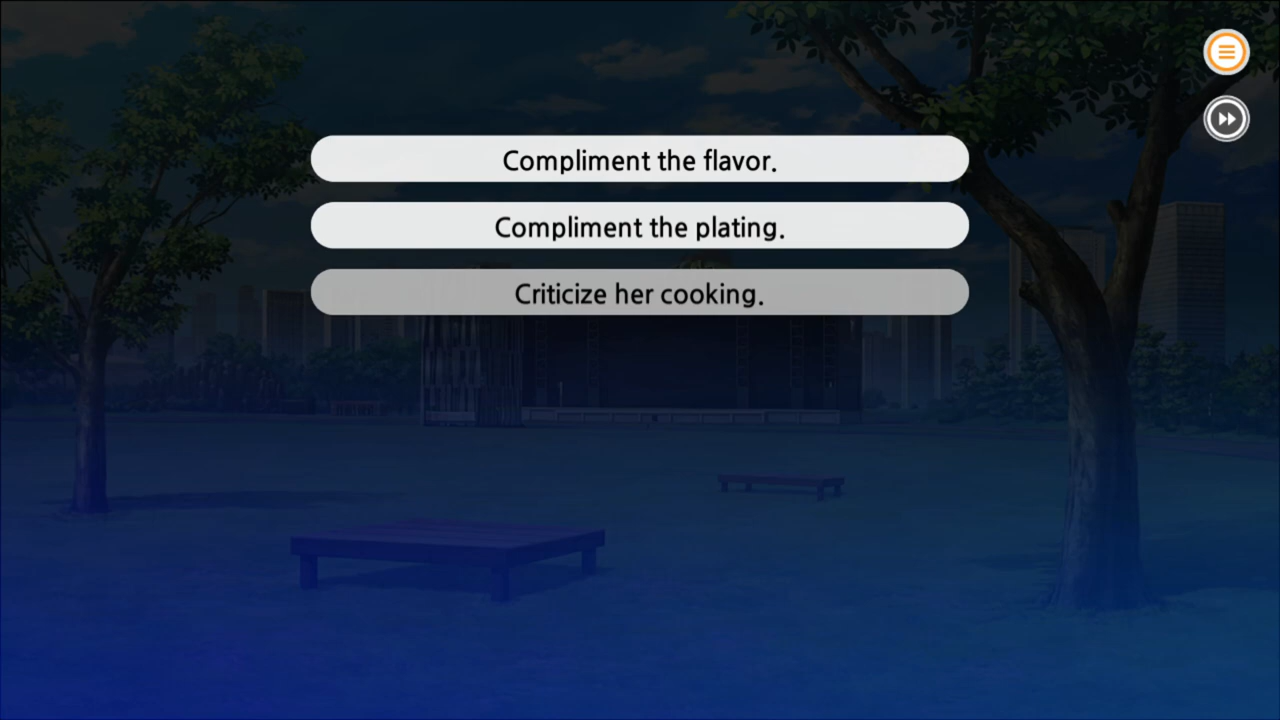 Compliment the flavor.
Compliment the plating.
Criticize her cooking.